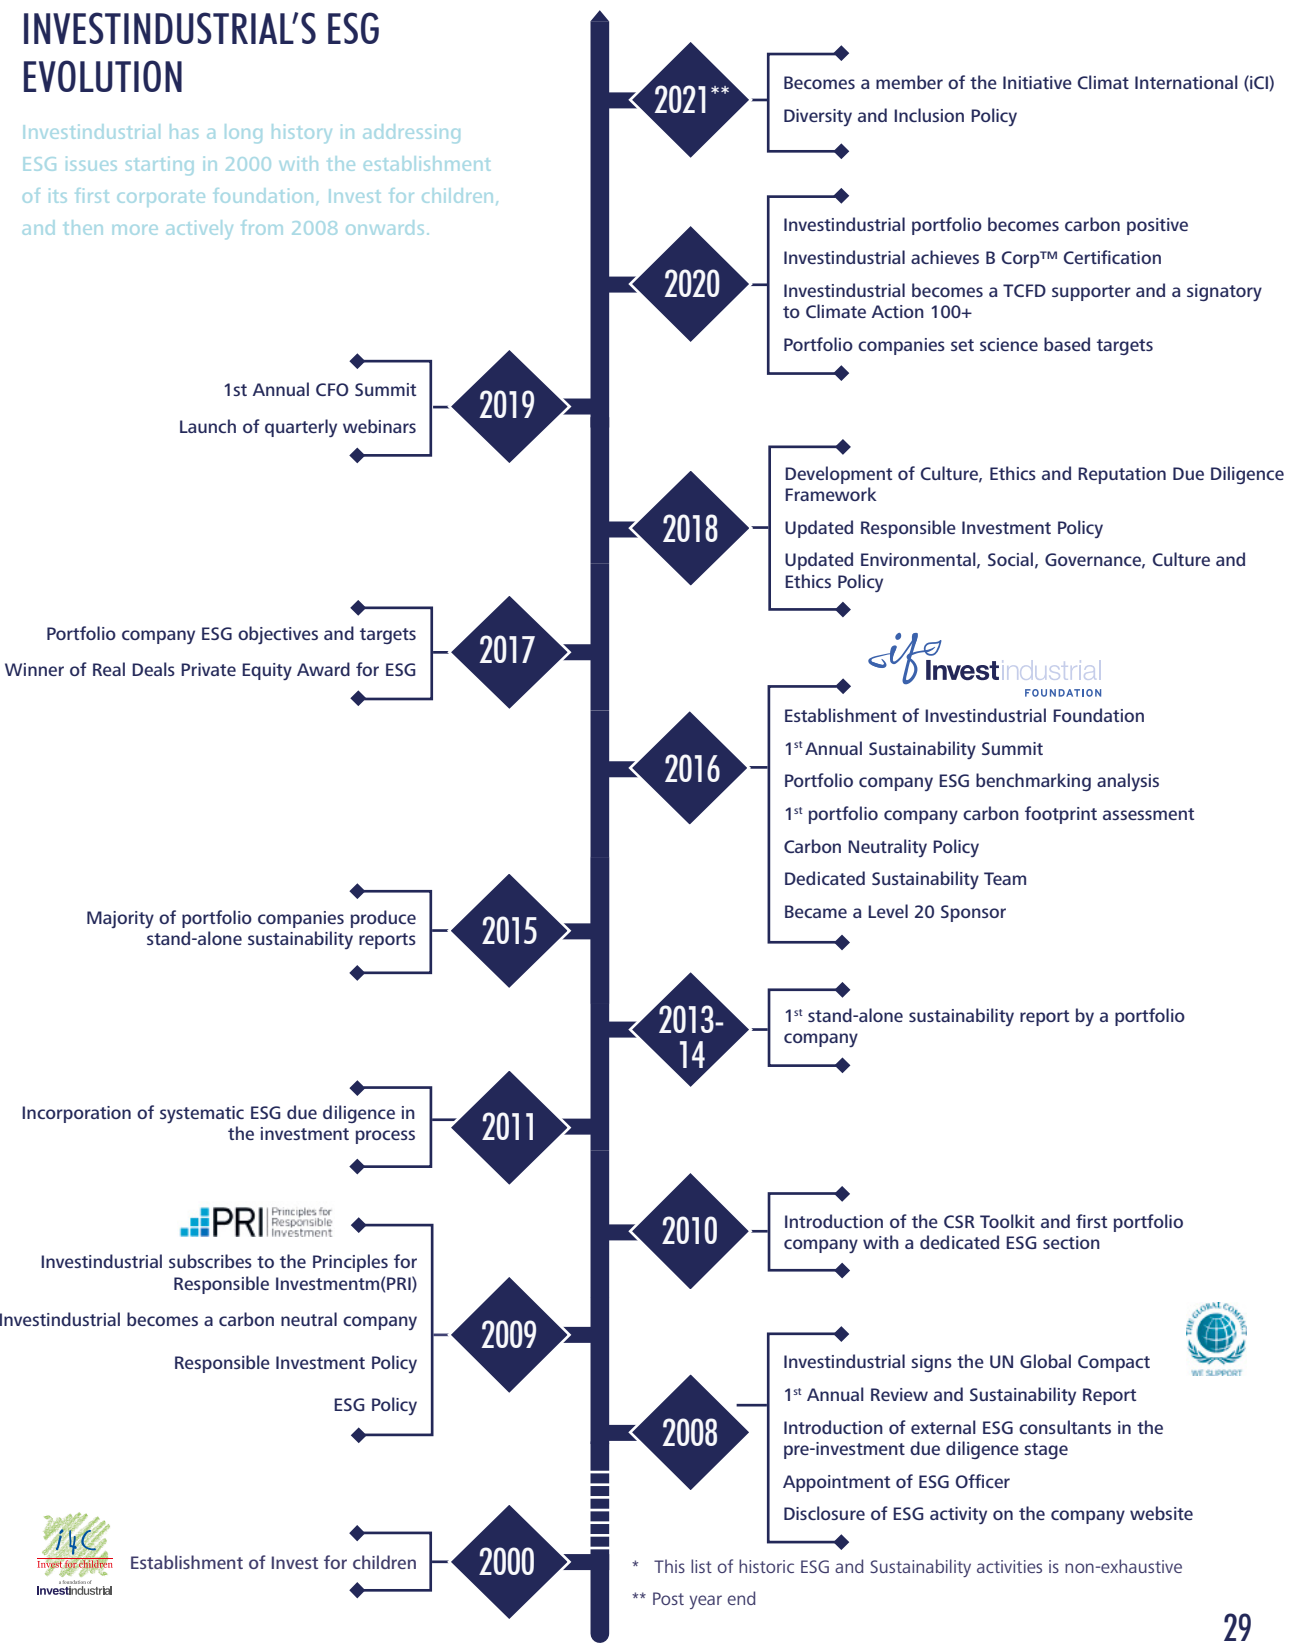 INVESTINDUSTRIAL'S ESG
EVOLUTION
Investindustrial has a long history in addressing
ESG issues starting in 2000 with the establishment
of its first corporate foundation, Invest for children,
and then more actively from 2008 onwards.
2021**
Becomes a member of the Initiative Climat International (iCI)
Diversity and Inclusion Policy
2020
Investindustrial portfolio becomes carbon positive
Investindustrial achieves B Corp™ Certification
Investindustrial becomes a TCFD supporter and a signatory
to Climate Action 100+
Portfolio companies set science based targets
2019
1st Annual CFO Summit
Launch of quarterly webinars
2018
Development of Culture, Ethics and Reputation Due Diligence
Framework
Updated Responsible Investment Policy
Updated Environmental, Social, Governance, Culture and
Ethics Policy
2017
Portfolio company ESG objectives and targets
Winner of Real Deals Private Equity Award for ESG
if
Investindustrial
FOUNDATION
2016
Establishment of Investindustrial Foundation
1st Annual Sustainability Summit
Portfolio company ESG benchmarking analysis
1st portfolio company carbon footprint assessment
Carbon Neutrality Policy
Dedicated Sustainability Team
Became a Level 20 Sponsor
2015
Majority of portfolio companies produce
stand-alone sustainability reports
2013-
14
1st stand-alone sustainability report by a portfolio
company
2011
Incorporation of systematic ESG due diligence in
the investment process
2010
Introduction of the CSR Toolkit and first portfolio
company with a dedicated ESG section
PRI
Principles for
Responsible
Investment
2009
Investindustrial subscribes to the Principles for
Responsible Investmentm(PRI)
Investindustrial becomes a carbon neutral company
Responsible Investment Policy
ESG Policy
THE GLOBAL COMPACT
WE SUPPORT
2008
Investindustrial signs the UN Global Compact
1st Annual Review and Sustainability Report
Introduction of external ESG consultants in the
pre-investment due diligence stage
Appointment of ESG Officer
Disclosure of ESG activity on the company website
i4C
Invest for children
a foundation of
Investindustrial
2000
Establishment of Invest for children
* This list of historic ESG and Sustainability activities is non-exhaustive
** Post year end
29